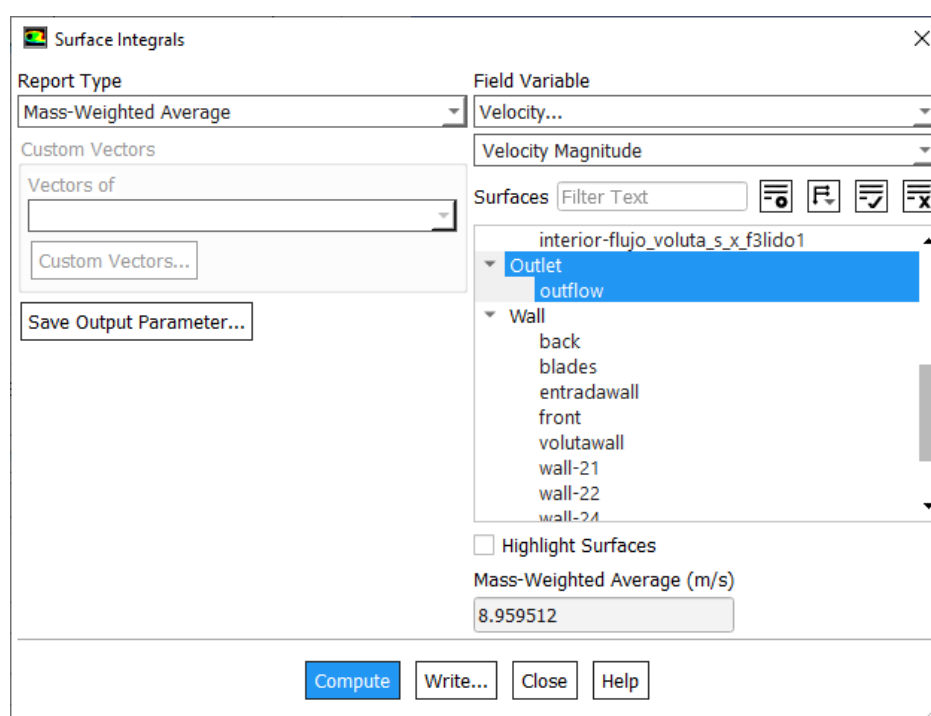 Surface Integrals
Report Type
Mass-Weighted Average
Custom Vectors
Vectors of
Custom Vectors...
Save Output Parameter...
Field Variable
Velocity...
Velocity Magnitude
Surfaces Filter Text
interior-flujo_voluta_s_x_f3lido1
Outlet
outflow
Wall
back
blades
entradawall
front
volutawall
wall-21
wall-22
wall-24
Highlight Surfaces
Mass-Weighted Average (m/s)
8.959512
Compute Write... Close Help